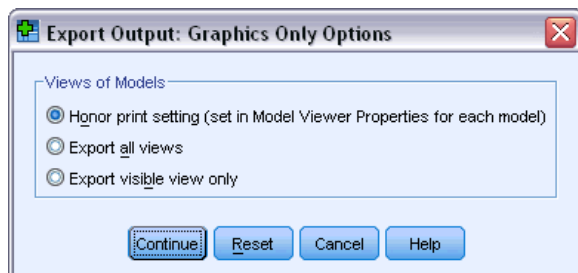 Export Output: Graphics Only Options
Views of Models
Honor print setting (set in Model Viewer Properties for each model)
Export all views
Export visible view only
Continue Reset Cancel Help